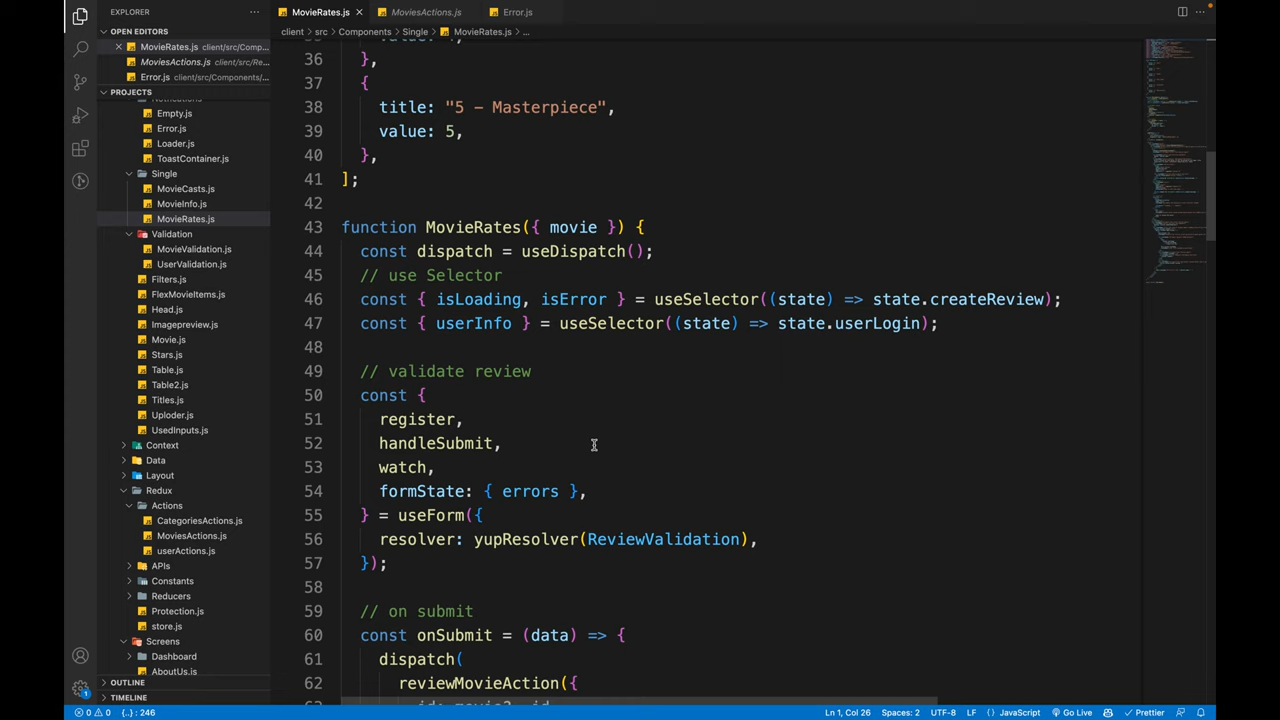 EXPLORER
OPEN EDITORS
MovieRates.js client/src/Comp...
MoviesActions.js client/src/Re...
Error.js client/src/Components/...
PROJECTS
Empty.js
Error.js
Loader.js
ToastContainer.js
Single
MovieCasts.js
MovieInfo.js
MovieRates.js
Validation
MovieValidation.js
UserValidation.js
Filters.js
FlexMovieItems.js
Head.js
Imagepreview.js
Movie.js
Stars.js
Table.js
Table2.js
Titles.js
Uploder.js
UsedInputs.js
Context
Data
Layout
Redux
Actions
CategoriesActions.js
MoviesActions.js
userActions.js
APIs
Constants
Reducers
Protection.js
store.js
Screens
Dashboard
AboutUs.js
OUTLINE
TIMELINE
MovieRates.js MoviesActions.js Error.js
client > src > Components > Single > MovieRates.js > ...
36 },
37 {
38 title: "5 - Masterpiece",
39 value: 5,
40 },
41 ];
42
43 function MovieRates({ movie }) {
44 const dispatch = useDispatch();
45 // use Selector
46 const { isLoading, isError } = useSelector((state) => state.createReview);
47 const { userInfo } = useSelector((state) => state.userLogin);
48
49 // validate review
50 const {
51 register,
52 handleSubmit,
53 watch,
54 formState: { errors },
55 } = useForm({
56 resolver: yupResolver(ReviewValidation),
57 });
58
59 // on submit
60 const onSubmit = (data) => {
61 dispatch(
62 reviewMovieAction({
0 0 {..} : 246 Ln 1, Col 26 Spaces: 2 UTF-8 LF {} JavaScript Go Live Prettier